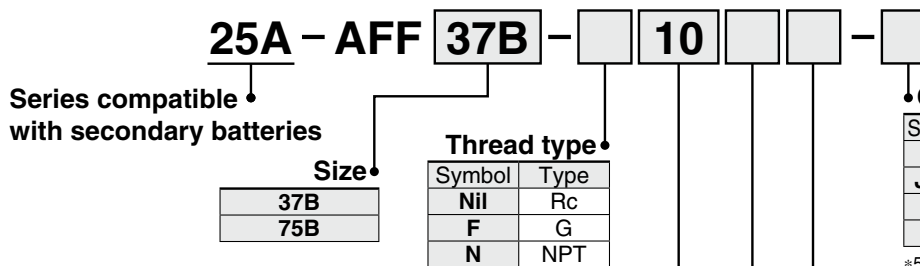 25A – AFF 37B – 10 –
Series compatible
with secondary batteries
Size
37B
75B
Thread type
Symbol Type
Nil Rc
F G
N NPT